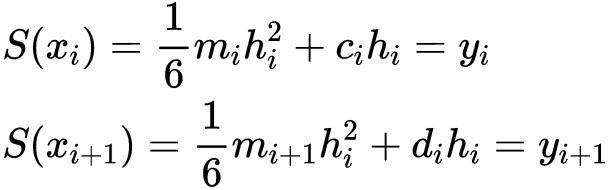 S(x_i) = \frac{1}{6} m_i h_i^2 + c_i h_i = y_i
S(x_{i+1}) = \frac{1}{6} m_{i+1} h_i^2 + d_i h_i = y_{i+1}